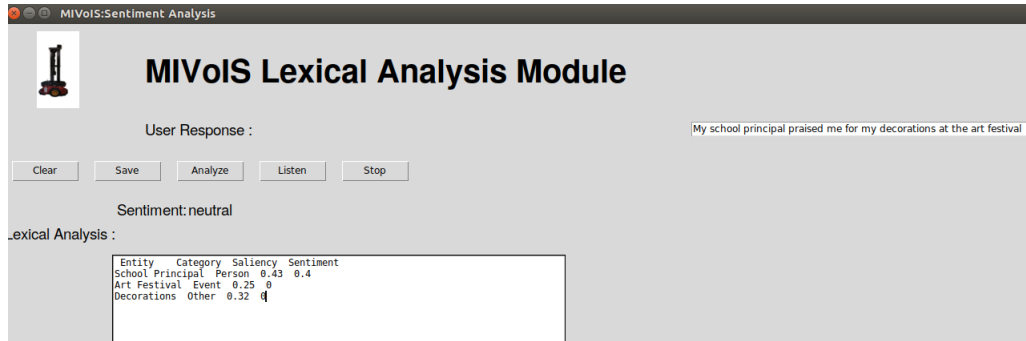 MIVoIS:Sentiment Analysis
MIVoIS Lexical Analysis Module
User Response :
My school principal praised me for my decorations at the art festival
Clear Save Analyze Listen Stop
Sentiment: neutral
Lexical Analysis :
Entity Category Saliency Sentiment
School Principal Person 0.43 0.4
Art Festival Event 0.25 0
Decorations Other 0.32 0